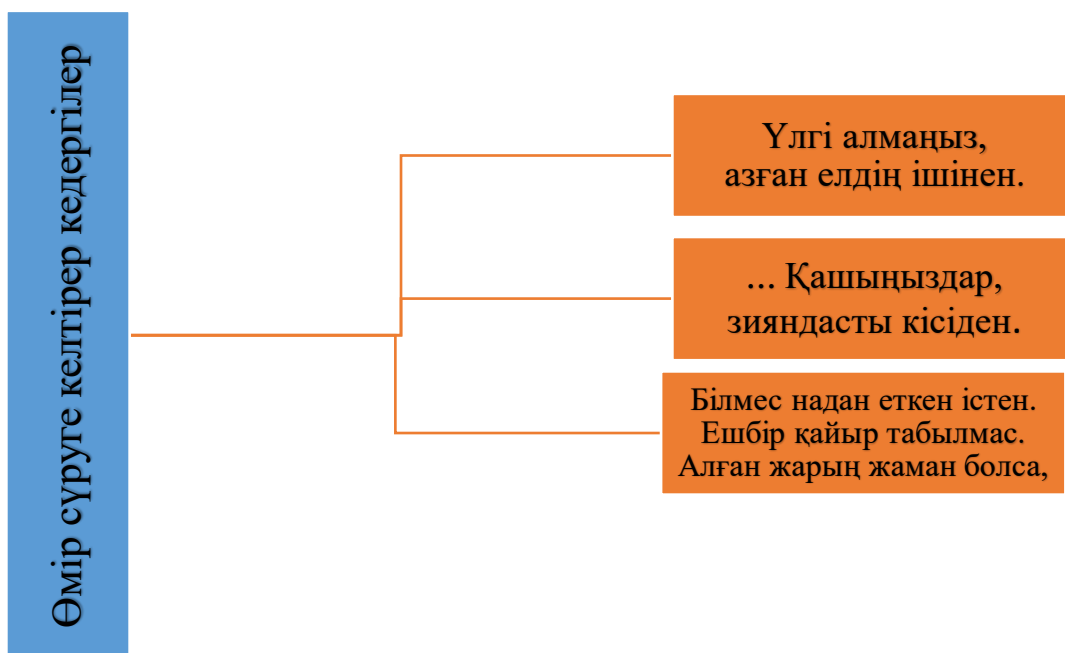 Өмір сүруге келтірер кедергілер
Үлгі алмаңыз,
азған елдің ішінен.
... Қашыңыздар,
зияндасты кісіден.
Білмес надан еткен істен.
Ешбір қайыр табылмас.
Алған жарың жаман болса,